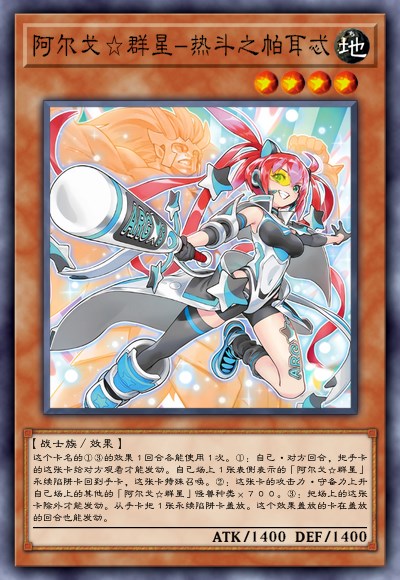 阿尔戈☆群星-热斗之帕耳忒
地
ARG☆
ARG☆
【战士族/效果】
这个卡名的①③的效果1回合各能使用1次。①：自己·对方回合，把手卡
的这张卡给对方观看才能发动。自己场上1张表侧表示的「阿尔戈☆群星」
永续陷阱卡回到手卡，这张卡特殊召唤。②：这张卡的攻击力·守备力上升
自己场上的其他的「阿尔戈☆群星」怪兽种类×700。③：把场上的这张
卡除外才能发动。从手卡把1张永续陷阱卡盖放。这个效果盖放的卡在盖放
的回合也能发动。
ATK/1400 DEF/1400